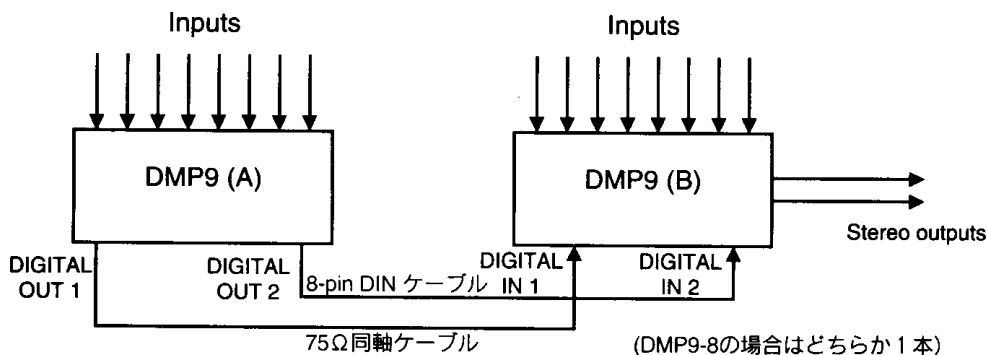 Inputs
Inputs
DMP9 (A)
DMP9 (B)
Stereo outputs
DIGITAL
OUT 1
DIGITAL
OUT 2
8-pin DIN ケーブル
DIGITAL
IN 1
DIGITAL
IN 2
75Ω同軸ケーブル
(DMP9-8の場合はどちらか1本)